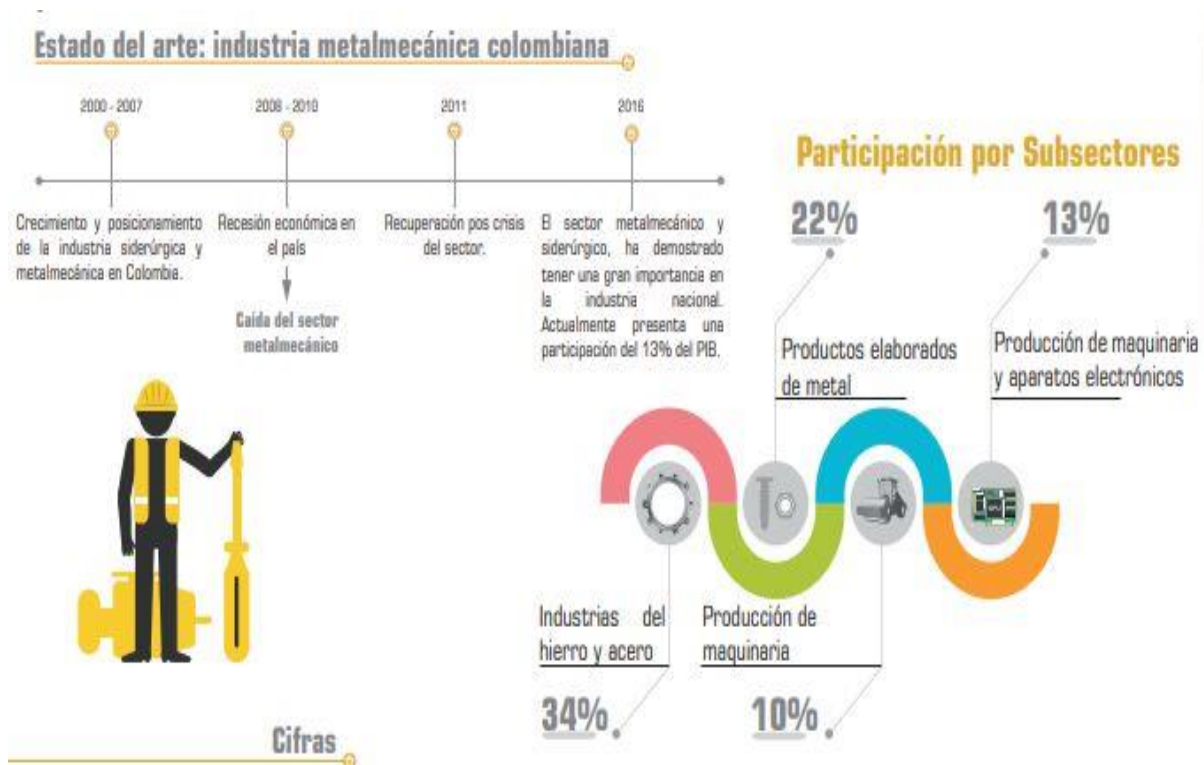 Estado del arte: industria metalmecánica colombiana
2000 - 2007
2008 - 2010
2011
2016
Crecimiento y posicionamiento
de la industria siderúrgica y
metalmecánica en Colombia.
Recesión económica en
el país
Caída del sector
metalmecánico
Recuperación pos crisis
del sector.
El sector metalmecánico y
siderúrgico, ha demostrado
tener una gran importancia en
la industria nacional.
Actualmente presenta una
participación del 13% del PIB.
Participación por Subsectores
22%
13%
Productos elaborados
de metal
Producción de maquinaria
y aparatos electrónicos
Industrias del
hierro y acero
Producción de
maquinaria
34%
10%
Cifras